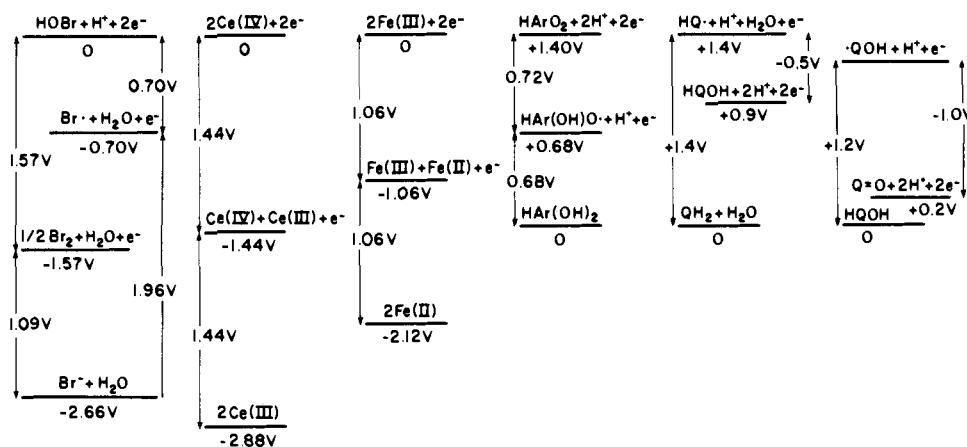 HOBr + H⁺ + 2e⁻
0
0.70V
Br· + H₂O + e⁻
-0.70V
1.57V
1/2 Br₂ + H₂O + e⁻
-1.57V
1.96V
1.09V
Br⁻ + H₂O
-2.66V
2Ce(IV) + 2e⁻
0
1.44V
Ce(IV) + Ce(III) + e⁻
-1.44V
1.44V
2Ce(III)
-2.88V
2Fe(III) + 2e⁻
0
1.06V
Fe(III) + Fe(II) + e⁻
-1.06V
1.06V
2Fe(II)
-2.12V
HArO₂ + 2H⁺ + 2e⁻
+1.40V
0.72V
HAr(OH)O· + H⁺ + e⁻
+0.68V
0.68V
HAr(OH)₂
0
HQ· + H⁺ + H₂O + e⁻
+1.4V
-0.5V
HQOH + 2H⁺ + 2e⁻
+0.9V
+1.4V
QH₂ + H₂O
0
·QOH + H⁺ + e⁻
-1.0V
+1.2V
Q=O + 2H⁺ + 2e⁻
+0.2V
HQOH
0